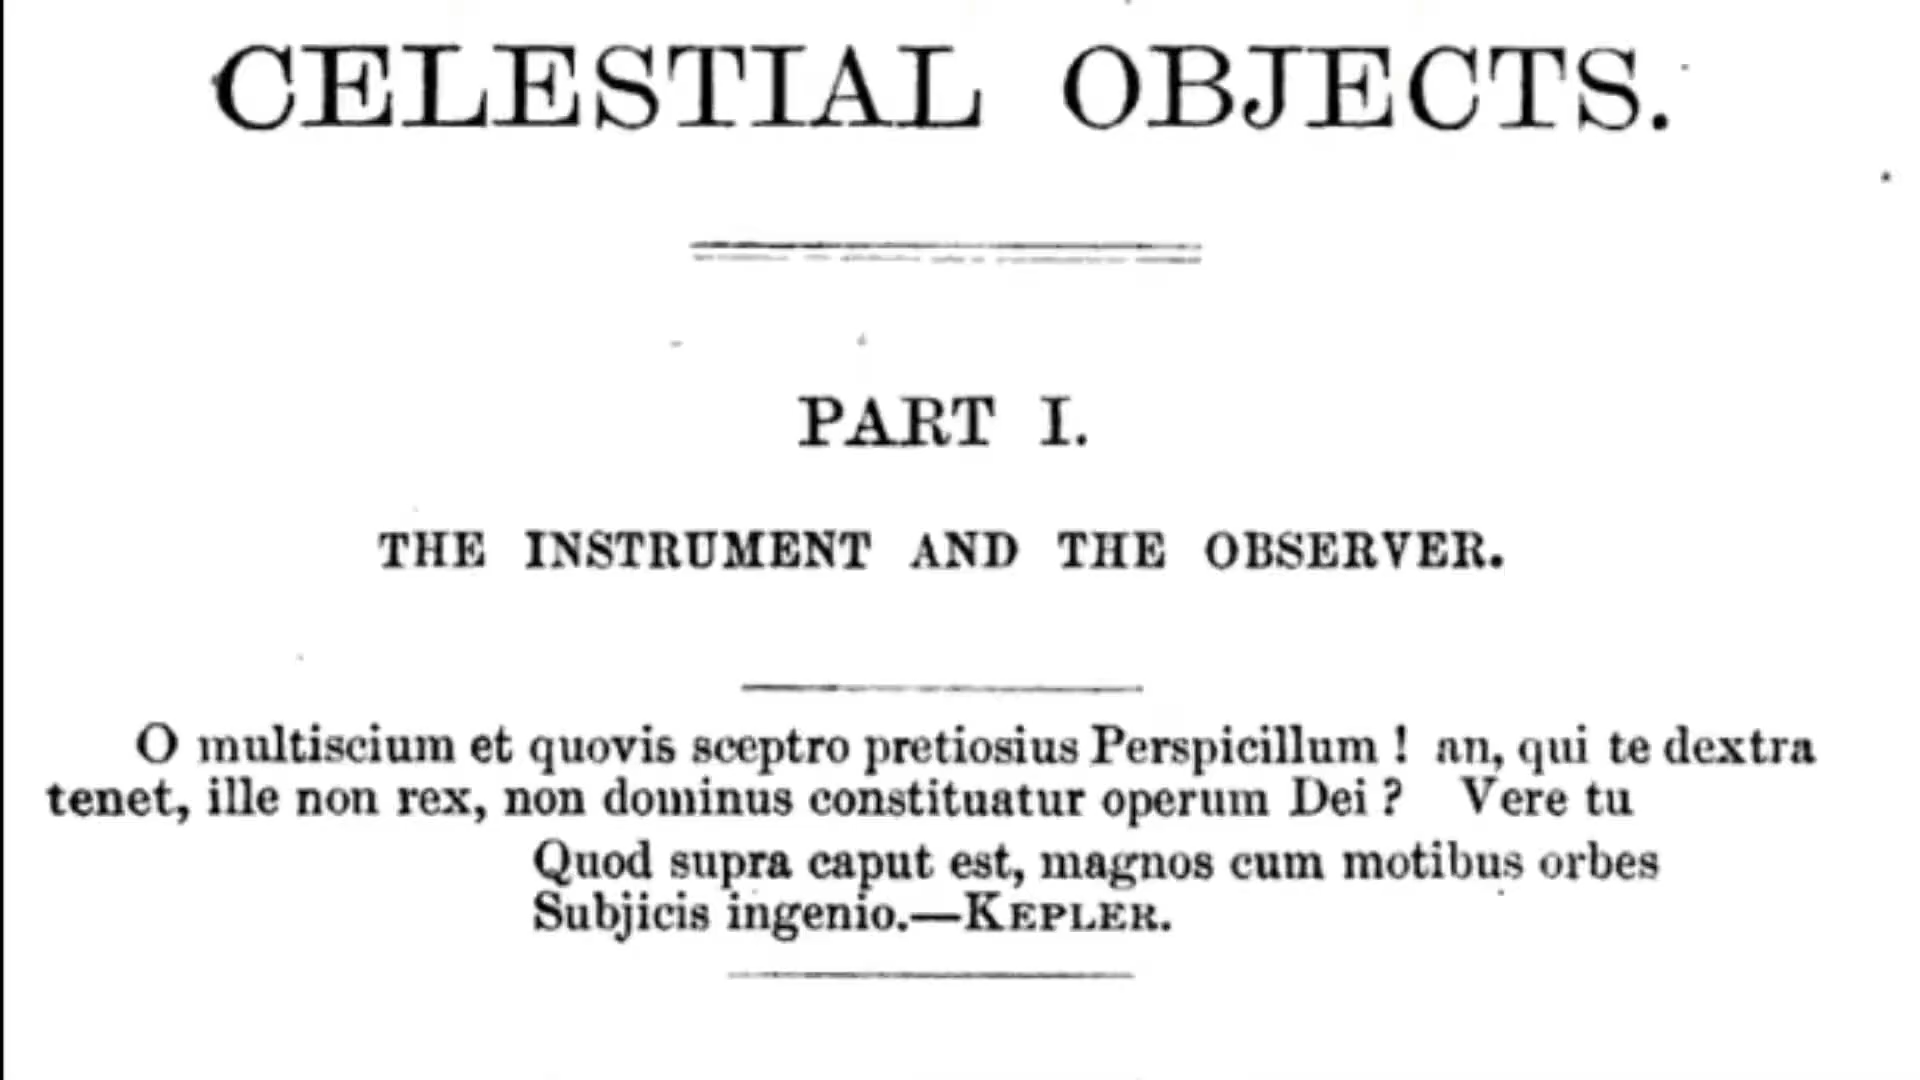 CELESTIAL OBJECTS.
PART I.
THE INSTRUMENT AND THE OBSERVER.
O multiscium et quovis sceptro pretiosius Perspicillum ! an, qui te dextra
tenet, ille non rex, non dominus constituatur operum Dei ? Vere tu
Quod supra caput est, magnos cum motibus orbes
Subjicis ingenio.—KEPLER.